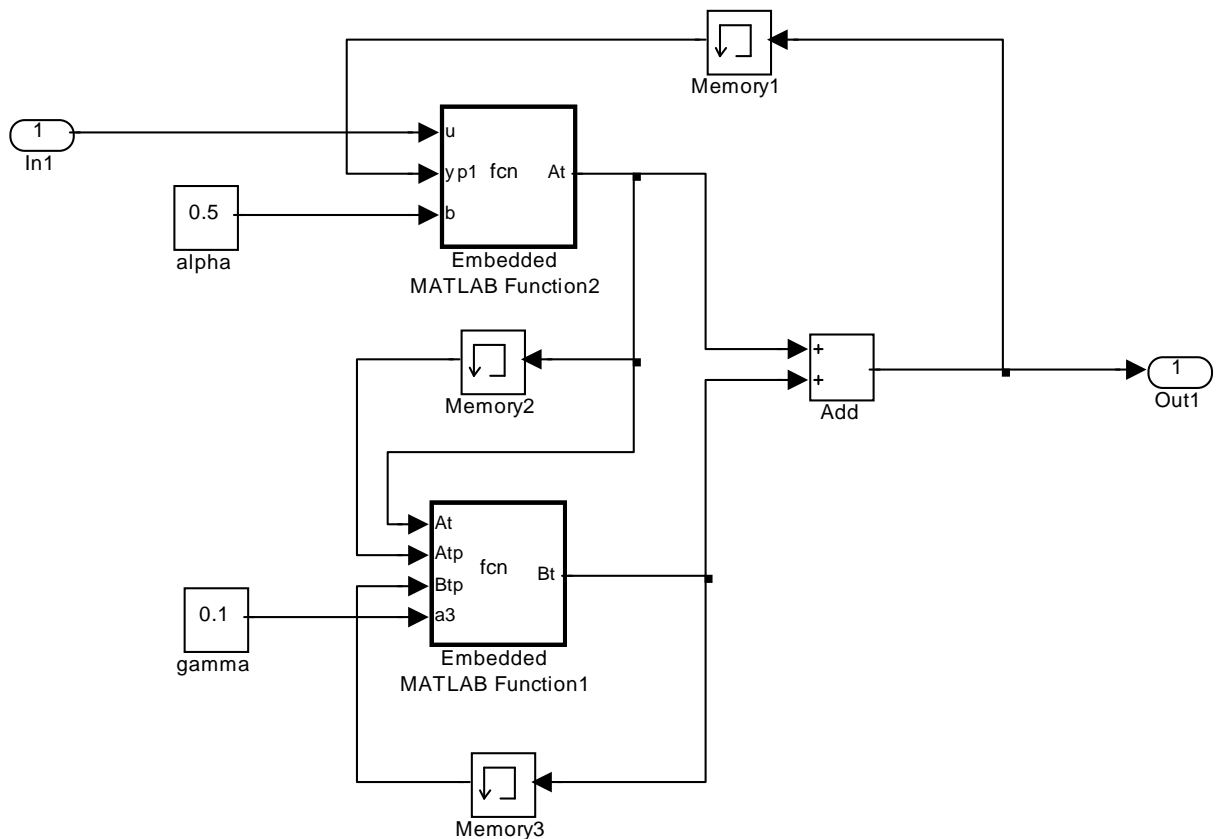 Memory1
1
In1
u
yp1
b
fcn
At
0.5
alpha
Embedded
MATLAB Function2
Memory2
+
+
Add
1
Out1
At
Atp
Btp
a3
fcn
Bt
0.1
gamma
Embedded
MATLAB Function1
Memory3